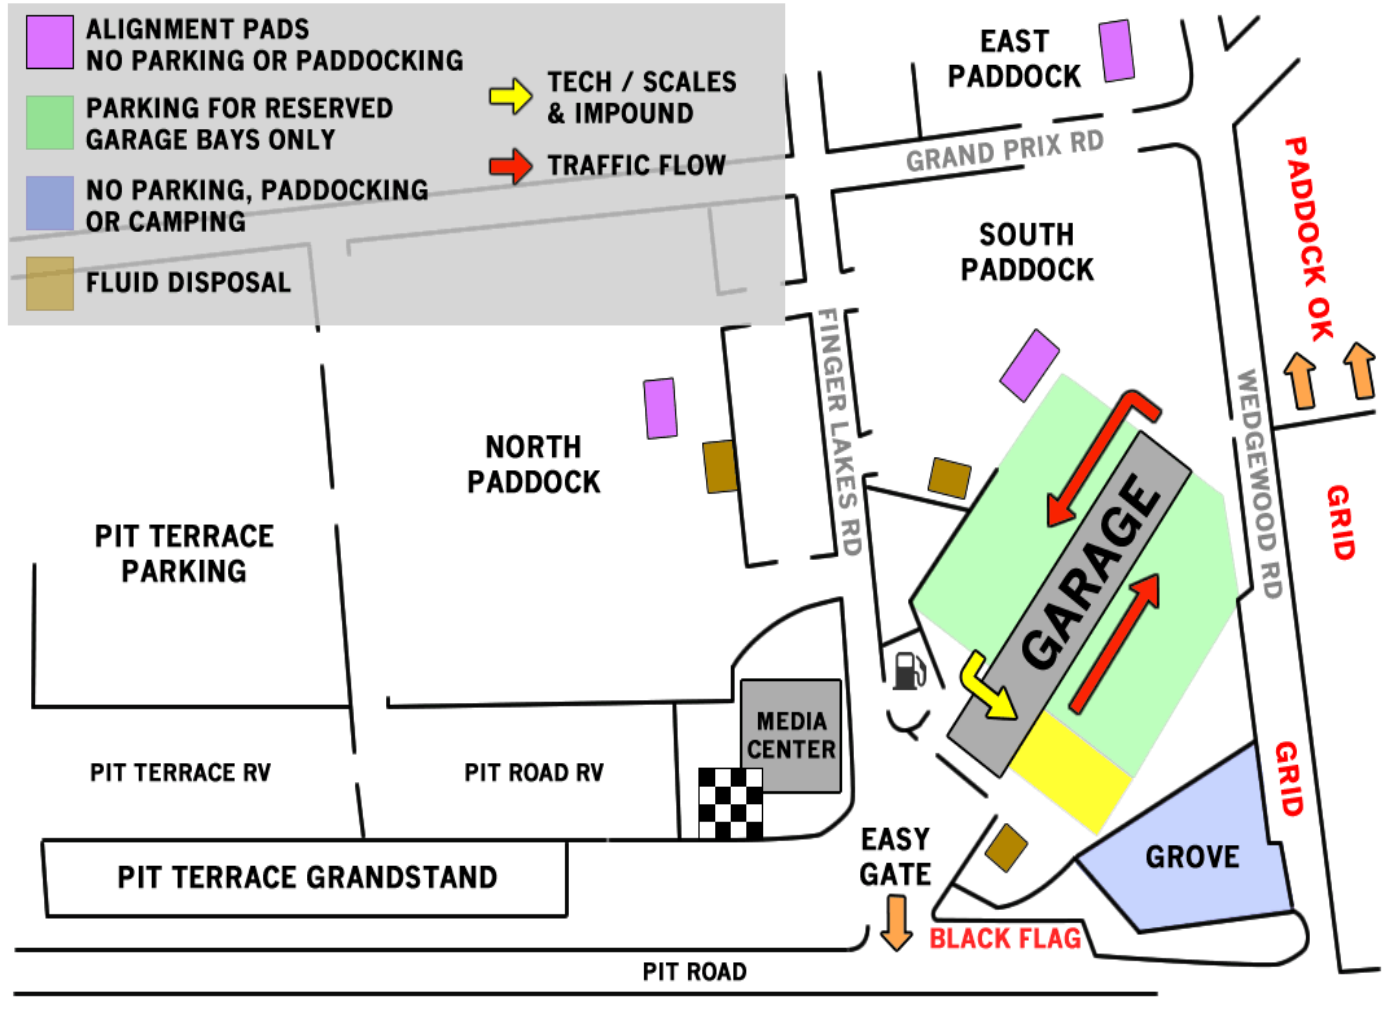 ALIGNMENT PADS
NO PARKING OR PADDOCKING
PARKING FOR RESERVED
GARAGE BAYS ONLY
NO PARKING, PADDOCKING
OR CAMPING
FLUID DISPOSAL
TECH / SCALES
& IMPOUND
TRAFFIC FLOW
EAST
PADDOCK
GRAND PRIX RD
SOUTH
PADDOCK
PADDOCK OK
FINGER LAKES RD
WEDGEWOOD RD
NORTH
PADDOCK
GRID
PIT TERRACE
PARKING
GARAGE
MEDIA
CENTER
PIT TERRACE RV
PIT ROAD RV
GRID
EASY
GATE
GROVE
PIT TERRACE GRANDSTAND
BLACK FLAG
PIT ROAD